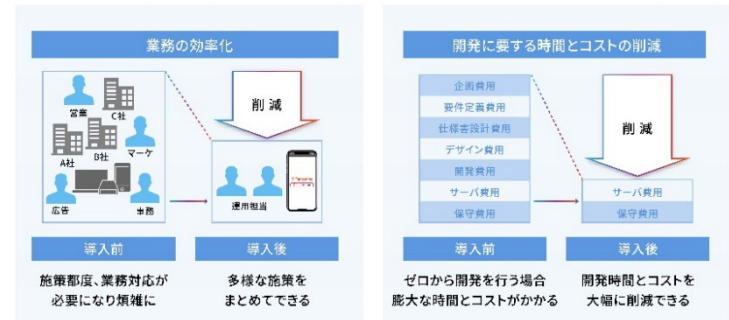 業務の効率化
営業
C社
A社
B社
マーケ
広告
事務
削減
運用担当
導入前
導入後
施策都度、業務対応が
必要になり煩雑に
多様な施策を
まとめてできる
開発に要する時間とコストの削減
企画費用
要件定義費用
仕様書設計費用
デザイン費用
開発費用
サーバ費用
保守費用
削減
サーバ費用
保守費用
導入前
導入後
ゼロから開発を行う場合
膨大な時間とコストがかかる
開発時間とコストを
大幅に削減できる